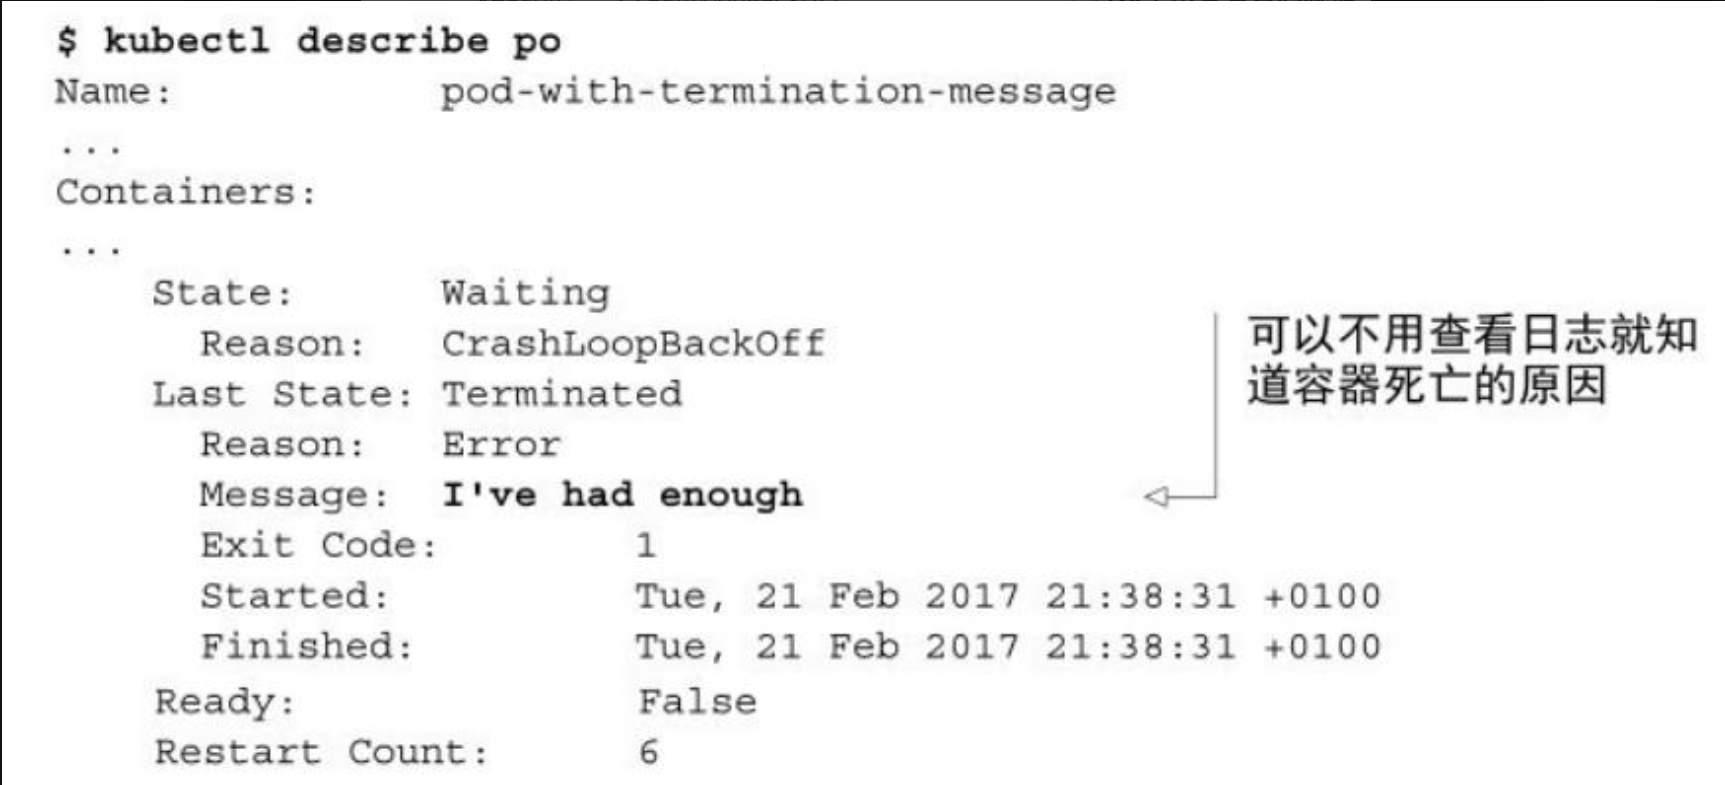 $ kubectl describe po
Name: pod-with-termination-message
...
Containers:
...
State: Waiting
Reason: CrashLoopBackOff
Last State: Terminated
Reason: Error
Message: I've had enough
可以不用查看日志就知
道容器死亡的原因
Exit Code: 1
Started: Tue, 21 Feb 2017 21:38:31 +0100
Finished: Tue, 21 Feb 2017 21:38:31 +0100
Ready: False
Restart Count: 6